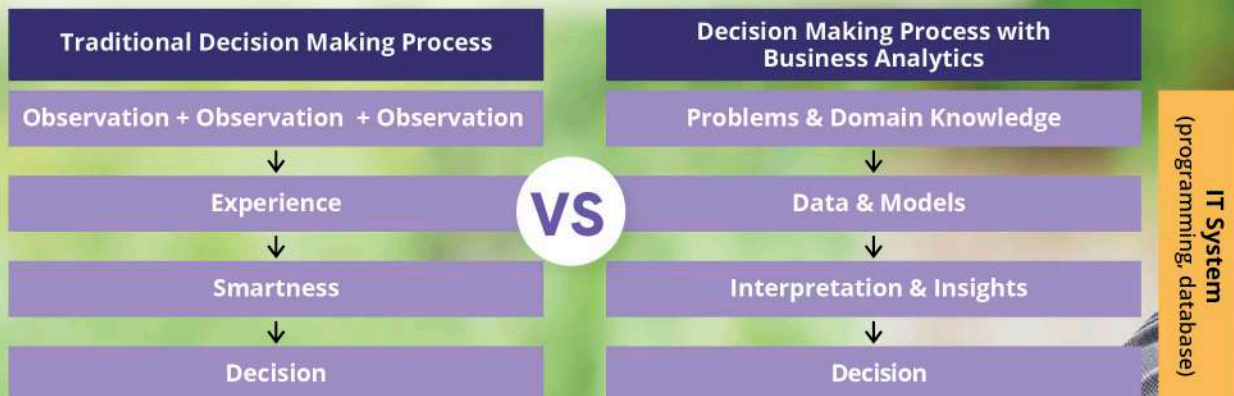 Traditional Decision Making Process
Observation + Observation + Observation
Experience
Smartness
Decision
VS
Decision Making Process with
Business Analytics
Problems & Domain Knowledge
Data & Models
Interpretation & Insights
Decision
IT System
(programming, database)